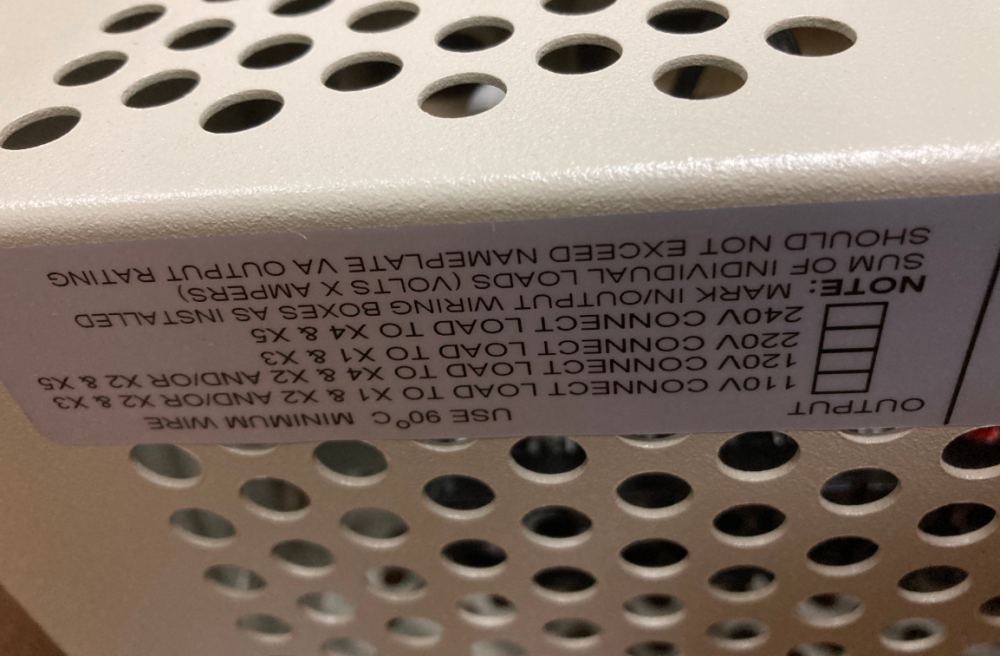 OUTPUT USE 90°C MINIMUM WIRE
110V CONNECT LOAD TO X1 & X2 AND/OR X2 & X3
120V CONNECT LOAD TO X4 & X2 AND/OR X2 & X5
220V CONNECT LOAD TO X1 & X3
240V CONNECT LOAD TO X4 & X5
NOTE: MARK IN/OUTPUT WIRING BOXES AS INSTALLED
SUM OF INDIVIDUAL LOADS (VOLTS X AMPERS)
SHOULD NOT EXCEED NAMEPLATE VA OUTPUT RATING